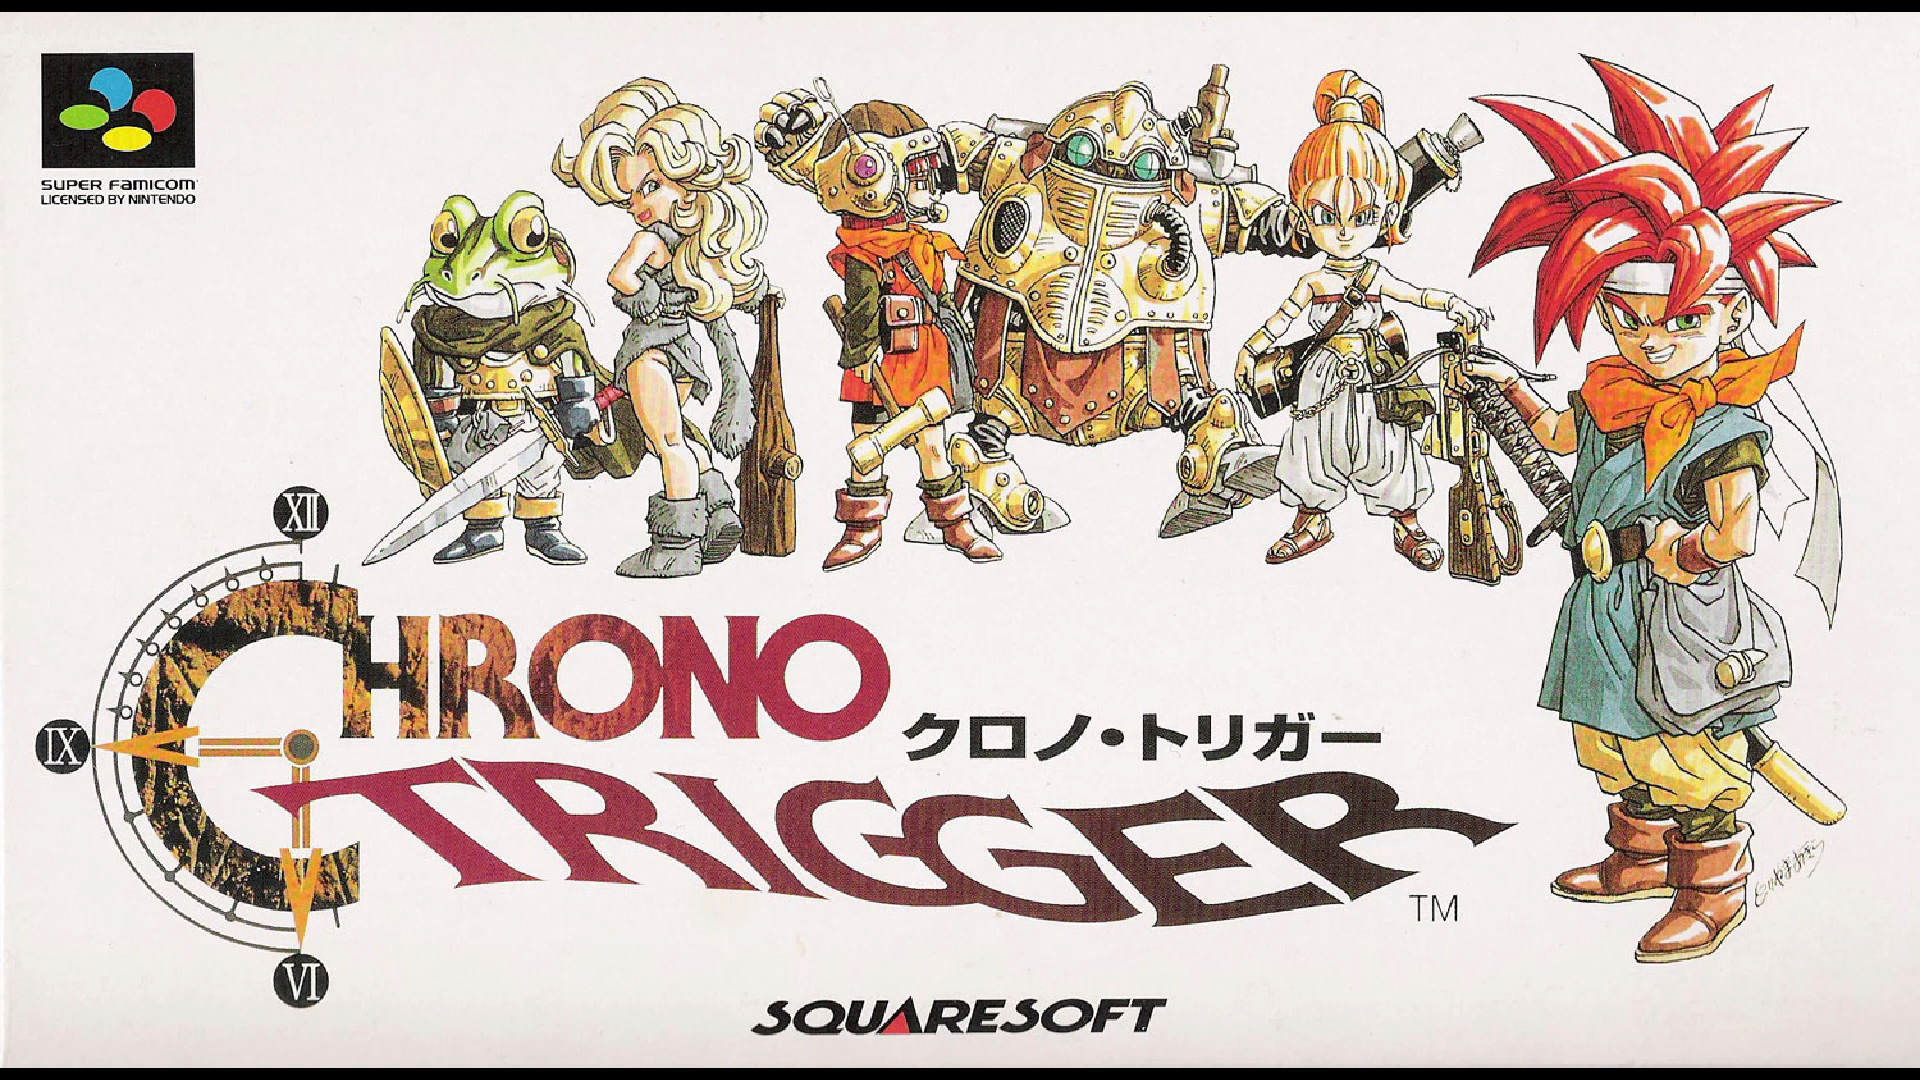 SUPER FAMICOM
LICENSED BY NINTENDO
XII
IX
VI
CHRONO
クロノ・トリガー
TRIGGER
TM
SQUARESOFT